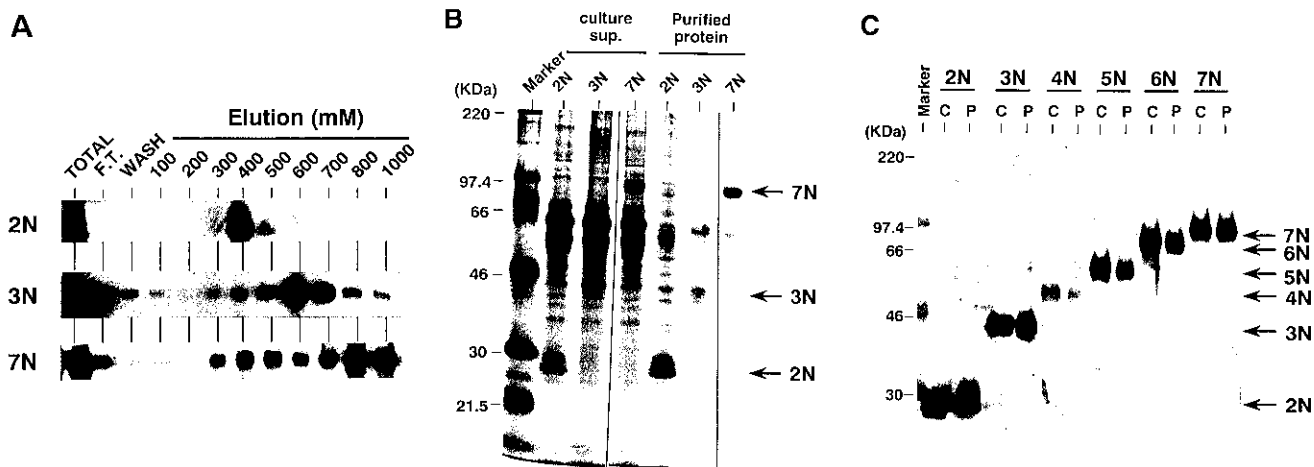 A
Elution (mM)
TOTAL F.T. WASH 100 200 300 400 500 600 700 800 1000
2N
3N
7N
B
culture sup.
Purified protein
(KDa) Marker 2N 3N 7N 2N 3N 7N
220
97.4
66
46
30
21.5
7N
3N
2N
C
Marker 2N 3N 4N 5N 6N 7N
C P C P C P C P C P C P
(KDa)
220
97.4
66
46
30
7N
6N
5N
4N
3N
2N